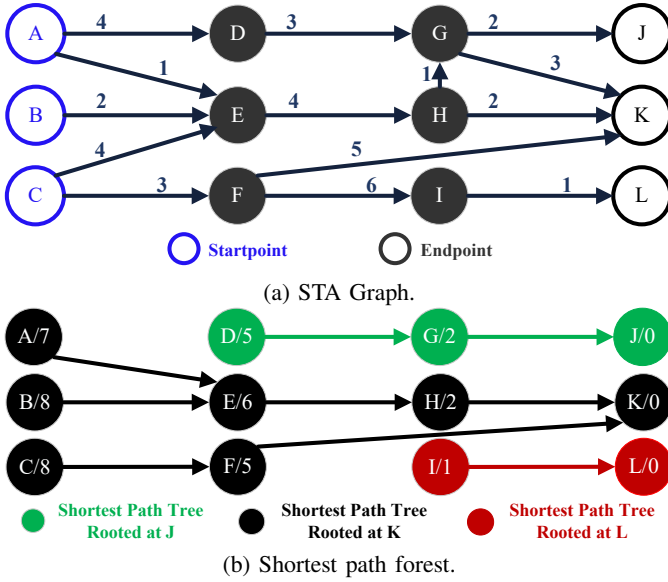 A 4 D 3 G 2 J
1 1 3
B 2 E 4 H 2 K
4 5
C 3 F 6 I 1 L
Startpoint Endpoint
(a) STA Graph.
A/7 D/5 G/2 J/0
B/8 E/6 H/2 K/0
C/8 F/5 I/1 L/0
Shortest Path Tree Shortest Path Tree Shortest Path Tree
Rooted at J Rooted at K Rooted at L
(b) Shortest path forest.